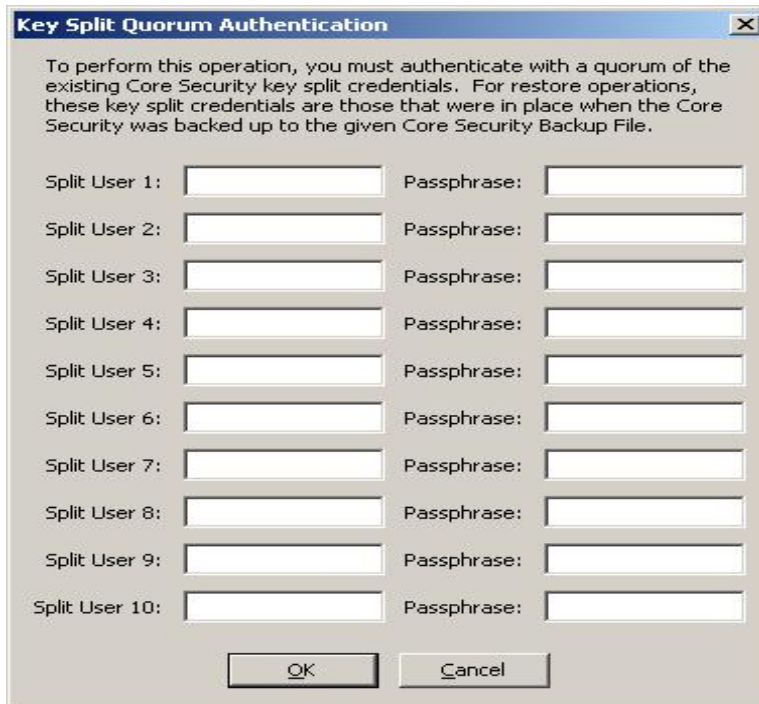 Key Split Quorum Authentication
To perform this operation, you must authenticate with a quorum of the
existing Core Security key split credentials. For restore operations,
these key split credentials are those that were in place when the Core
Security was backed up to the given Core Security Backup File.
Split User 1: Passphrase:
Split User 2: Passphrase:
Split User 3: Passphrase:
Split User 4: Passphrase:
Split User 5: Passphrase:
Split User 6: Passphrase:
Split User 7: Passphrase:
Split User 8: Passphrase:
Split User 9: Passphrase:
Split User 10: Passphrase:
OK Cancel